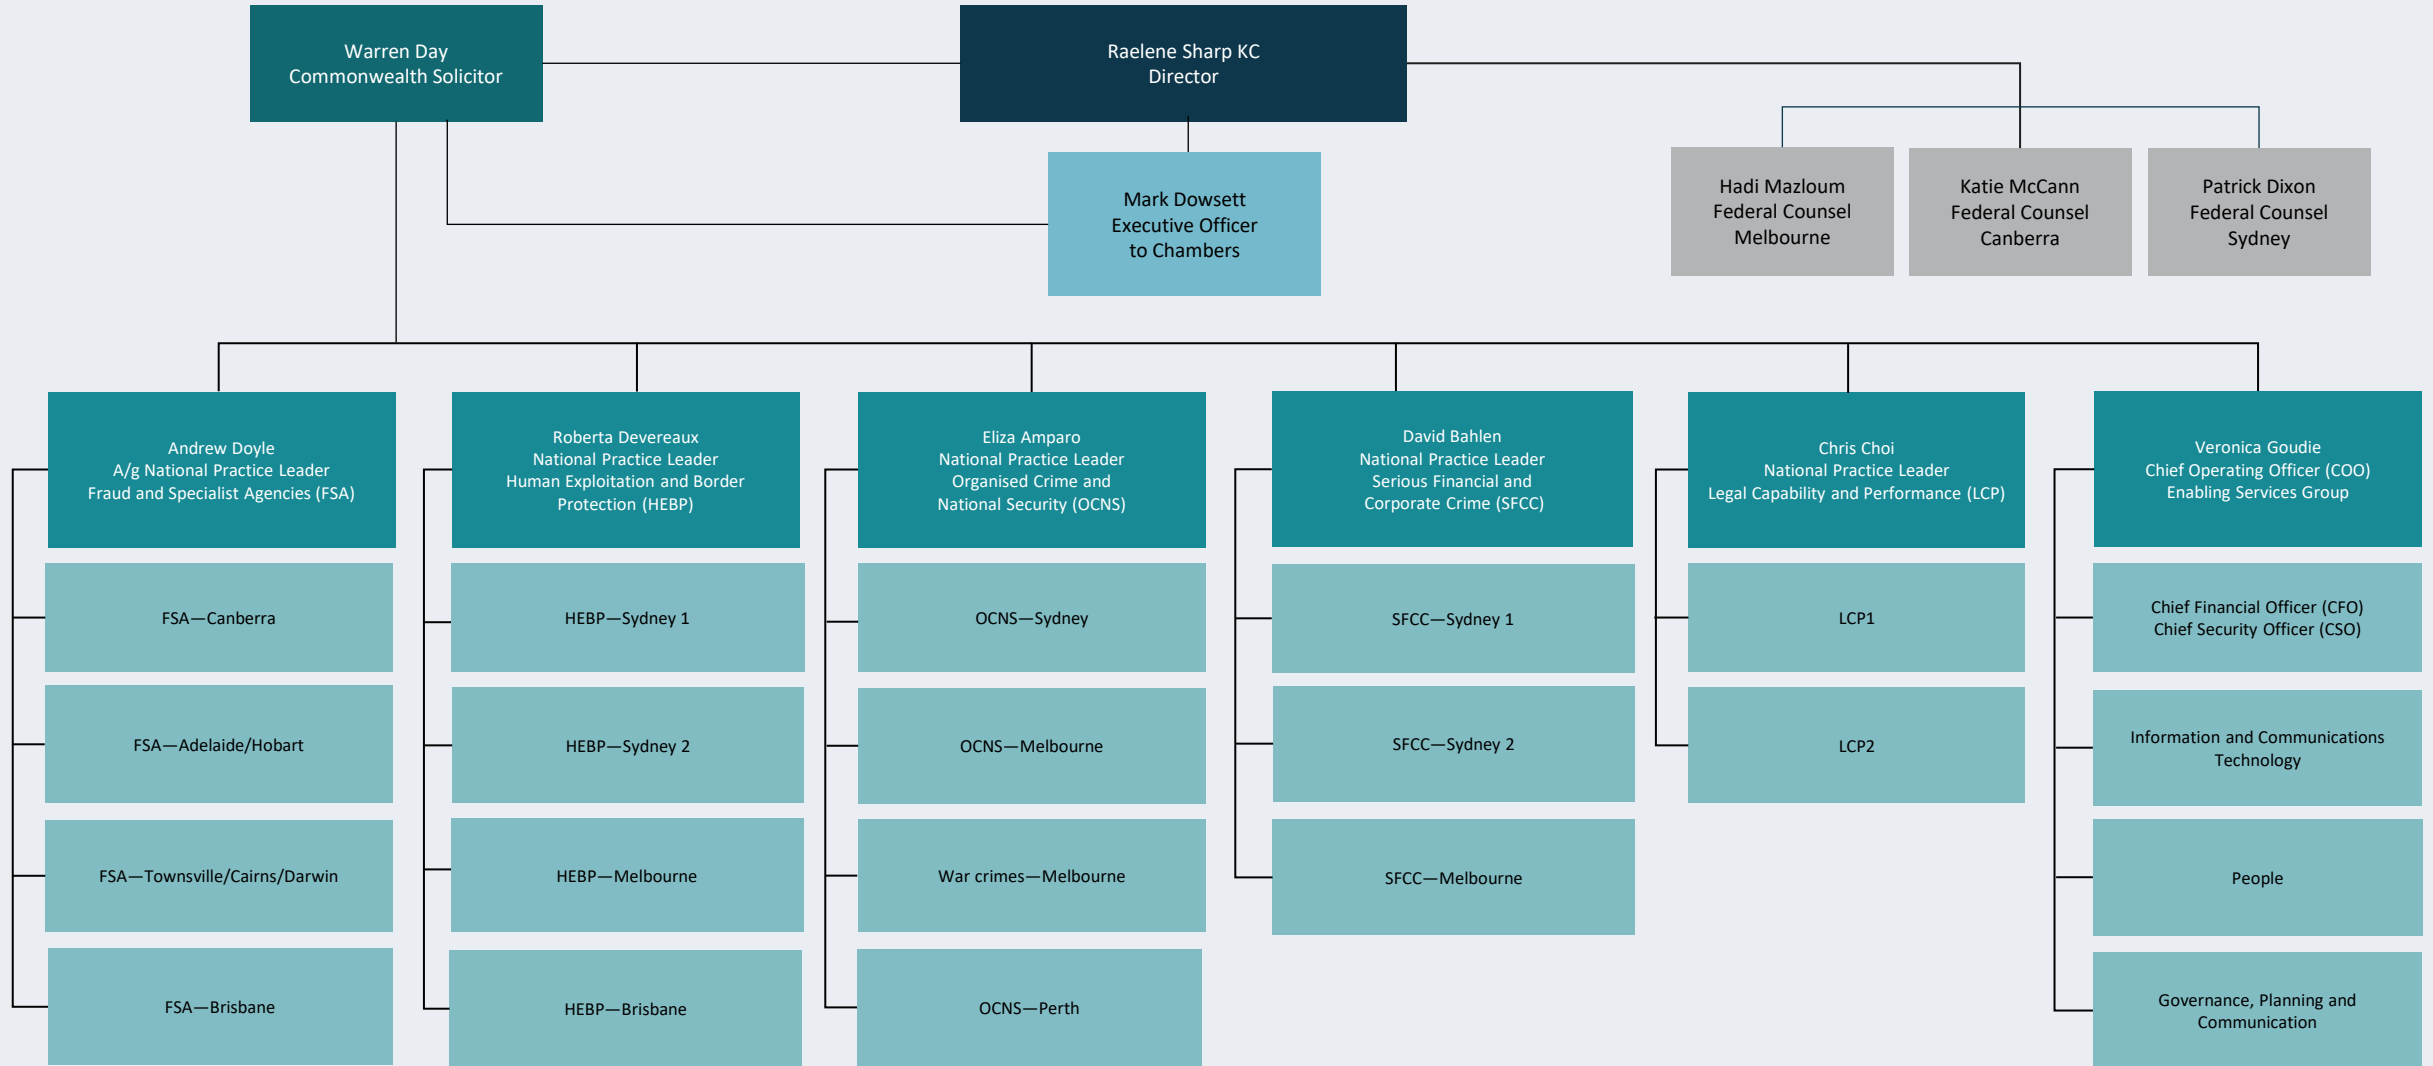 Warren Day
Commonwealth Solicitor
Raelene Sharp KC
Director
Mark Dowsett
Executive Officer
to Chambers
Hadi Mazloum
Federal Counsel
Melbourne
Katie McCann
Federal Counsel
Canberra
Patrick Dixon
Federal Counsel
Sydney
Andrew Doyle
A/g National Practice Leader
Fraud and Specialist Agencies (FSA)
FSA—Canberra
FSA—Adelaide/Hobart
FSA—Townsville/Cairns/Darwin
FSA—Brisbane
Roberta Devereaux
National Practice Leader
Human Exploitation and Border
Protection (HEBP)
HEBP—Sydney 1
HEBP—Sydney 2
HEBP—Melbourne
HEBP—Brisbane
Eliza Amparo
National Practice Leader
Organised Crime and
National Security (OCNS)
OCNS—Sydney
OCNS—Melbourne
War crimes—Melbourne
OCNS—Perth
David Bahlen
National Practice Leader
Serious Financial and
Corporate Crime (SFCC)
SFCC—Sydney 1
SFCC—Sydney 2
SFCC—Melbourne
Chris Choi
National Practice Leader
Legal Capability and Performance (LCP)
LCP1
LCP2
Veronica Goudie
Chief Operating Officer (COO)
Enabling Services Group
Chief Financial Officer (CFO)
Chief Security Officer (CSO)
Information and Communications
Technology
People
Governance, Planning and
Communication